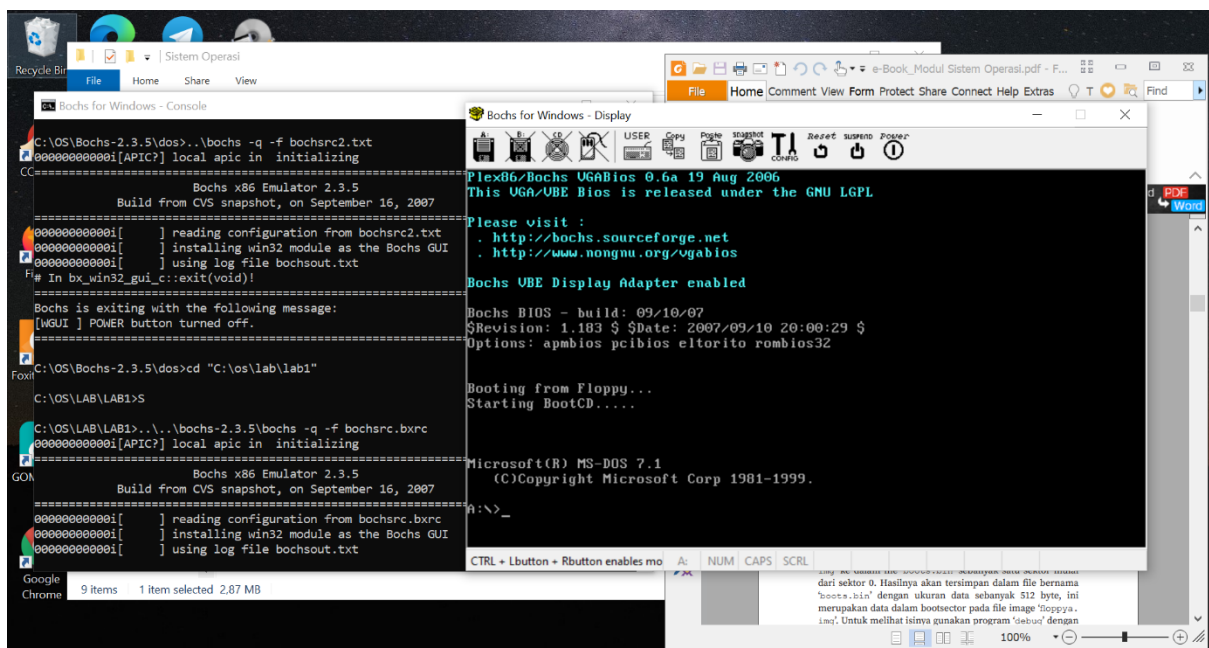 Recycle Bin
Sistem Operasi
File Home Share View
Bochs for Windows - Console
C:\OS\Bochs-2.3.5\dos>..\bochs -q -f bochsrc2.txt
00000000000i[APIC?] local apic in  initializing
========================================================================
Bochs x86 Emulator 2.3.5
Build from CVS snapshot, on September 16, 2007
========================================================================
00000000000i[     ] reading configuration from bochsrc2.txt
00000000000i[     ] installing win32 module as the Bochs GUI
00000000000i[     ] using log file bochsout.txt
# In bx_win32_gui_c::exit(void)!
========================================================================
Bochs is exiting with the following message:
[WGUI ] POWER button turned off.
========================================================================
C:\OS\Bochs-2.3.5\dos>cd "C:\os\lab\lab1"
C:\OS\LAB\LAB1>S
C:\OS\LAB\LAB1>..\..\bochs-2.3.5\bochs -q -f bochsrc.bxrc
00000000000i[APIC?] local apic in  initializing
========================================================================
Bochs x86 Emulator 2.3.5
Build from CVS snapshot, on September 16, 2007
========================================================================
00000000000i[     ] reading configuration from bochsrc.bxrc
00000000000i[     ] installing win32 module as the Bochs GUI
00000000000i[     ] using log file bochsout.txt
Google
Chrome
9 items 1 item selected 2,87 MB
e-Book_Modul Sistem Operasi.pdf - F...
File Home Comment View Form Protect Share Connect Help Extras Find
PDF
Word
Bochs for Windows - Display
A: B: CD USER Copy Paste snapshot CONFIG Reset SUSPEND Power
Plex86/Bochs VGABios 0.6a 19 Aug 2006
This VGA/VBE Bios is released under the GNU LGPL
Please visit :
. http://bochs.sourceforge.net
. http://www.nongnu.org/vgabios
Bochs VBE Display Adapter enabled
Bochs BIOS - build: 09/10/07
$Revision: 1.183 $ $Date: 2007/09/10 20:00:29 $
Options: apmbios pcibios eltorito rombios32
Booting from Floppy...
Starting BootCD.....
Microsoft(R) MS-DOS 7.1
(C)Copyright Microsoft Corp 1981-1999.
A:\>_
CTRL + Lbutton + Rbutton enables mo A: NUM CAPS SCRL
dari sektor 0. Hasilnya akan tersimpan dalam file bernama
'boots.bin' dengan ukuran data sebanyak 512 byte, ini
merupakan data dalam bootsector pada file image 'floppya.
img'. Untuk melihat isinya gunakan program 'debug' dengan
100%